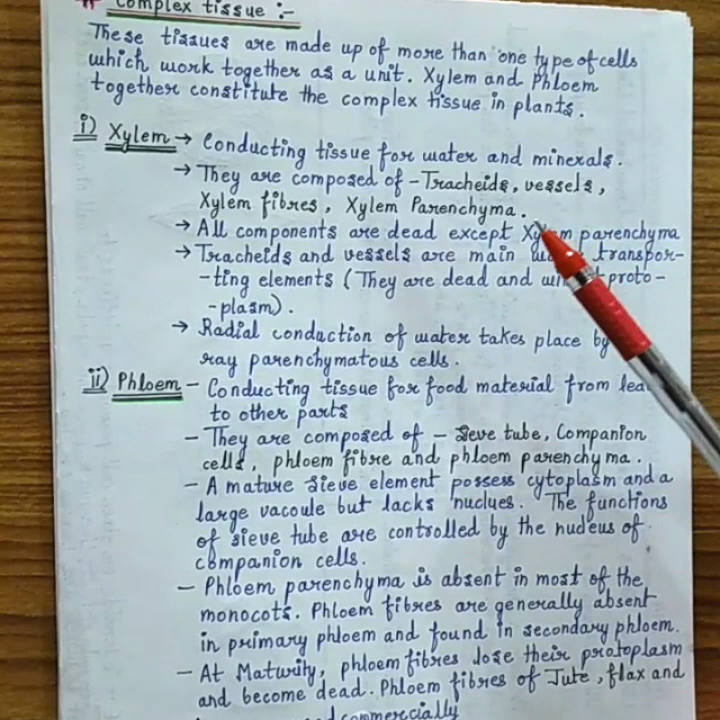 Complex tissue :-
These tissues are made up of more than one type of cells
which work together as a unit. Xylem and Phloem
together constitute the complex tissue in plants.
i) Xylem → Conducting tissue for water and minerals.
→ They are composed of - Tracheids, vessels,
Xylem fibres, Xylem Parenchyma.
→ All components are dead except Xylem parenchyma
→ Tracheids and vessels are main transpor-
-ting elements (They are dead and proto-
-plasm).
→ Radial conduction of water takes place by
ray parenchymatous cells.
ii) Phloem - Conducting tissue for food material from
to other parts
- They are composed of - Sieve tube, Companion
cells, phloem fibre and phloem parenchyma.
- A mature sieve element possess cytoplasm and a
large vacoule but lacks nuclues. The functions
of sieve tube are controlled by the nucleus of
companion cells.
- Phloem parenchyma is absent in most of the
monocots. Phloem fibres are generally absent
in primary phloem and found in secondary phloem.
- At Maturity, phloem fibres lose their protoplasm
and become dead. Phloem fibres of Jute, flax and
commercially